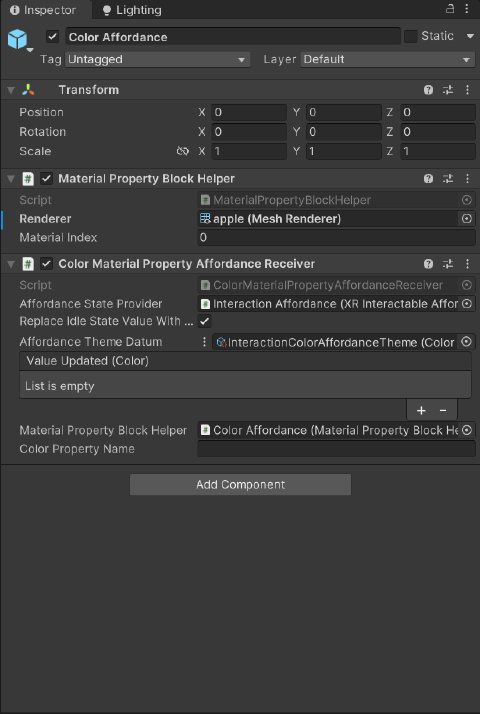 Inspector Lighting
Color Affordance Static
Tag Untagged Layer Default
Transform
Position X 0 Y 0 Z 0
Rotation X 0 Y 0 Z 0
Scale X 1 Y 1 Z 1
# Material Property Block Helper
Script # MaterialPropertyBlockHelper
Renderer apple (Mesh Renderer)
Material Index 0
# Color Material Property Affordance Receiver
Script # ColorMaterialPropertyAffordanceReceiver
Affordance State Provider Interaction Affordance (XR Interactable Affor
Replace Idle State Value With ...
Affordance Theme Datum InteractionColorAffordanceTheme (Color
Value Updated (Color)
List is empty
+ -
Material Property Block Helper Color Affordance (Material Property Block He
Color Property Name
Add Component